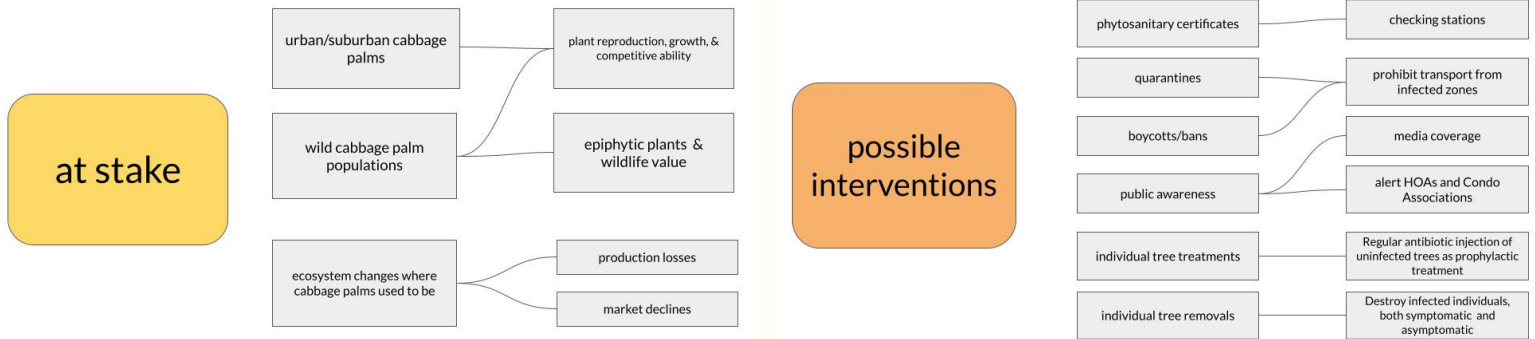 at stake
urban/suburban cabbage
palms
plant reproduction, growth, &
competitive ability
wild cabbage palm
populations
epiphytic plants &
wildlife value
ecosystem changes where
cabbage palms used to be
production losses
market declines
possible
interventions
phytosanitary certificates
checking stations
quarantines
prohibit transport from
infected zones
boycotts/bans
media coverage
public awareness
alert HOAs and Condo
Associations
individual tree treatments
Regular antibiotic injection of
uninfected trees as prophylactic
treatment
individual tree removals
Destroy infected individuals,
both symptomatic and
asymptomatic